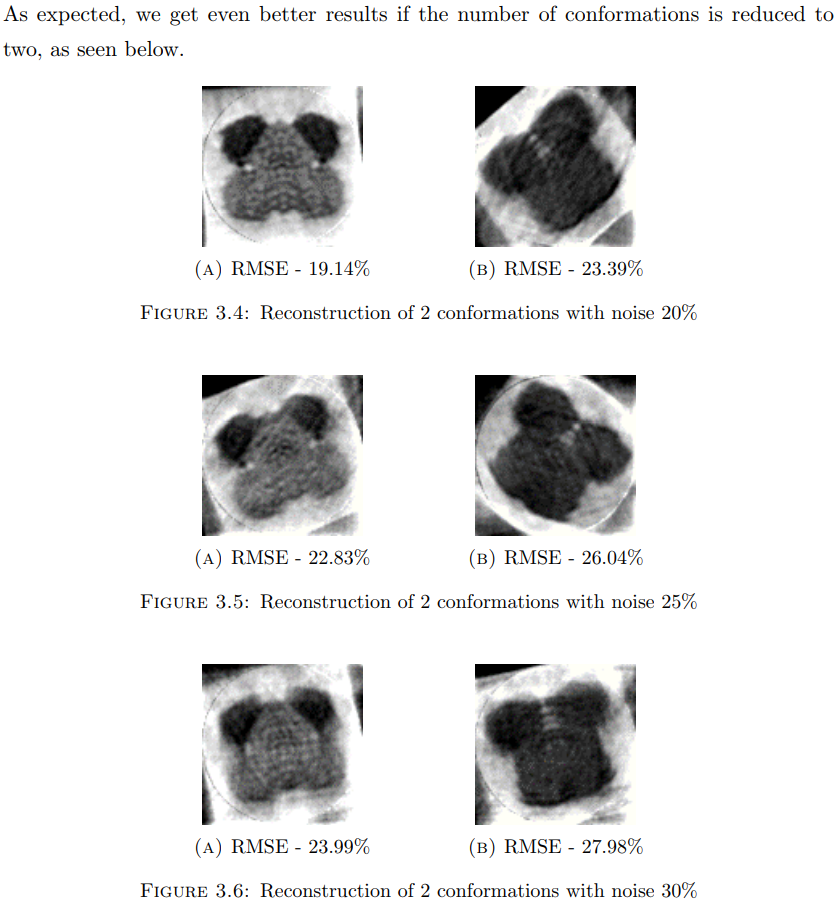 As expected, we get even better results if the number of conformations is reduced to
two, as seen below.
(A) RMSE - 19.14%
(B) RMSE - 23.39%
FIGURE 3.4: Reconstruction of 2 conformations with noise 20%
(A) RMSE - 22.83%
(B) RMSE - 26.04%
FIGURE 3.5: Reconstruction of 2 conformations with noise 25%
(A) RMSE - 23.99%
(B) RMSE - 27.98%
FIGURE 3.6: Reconstruction of 2 conformations with noise 30%